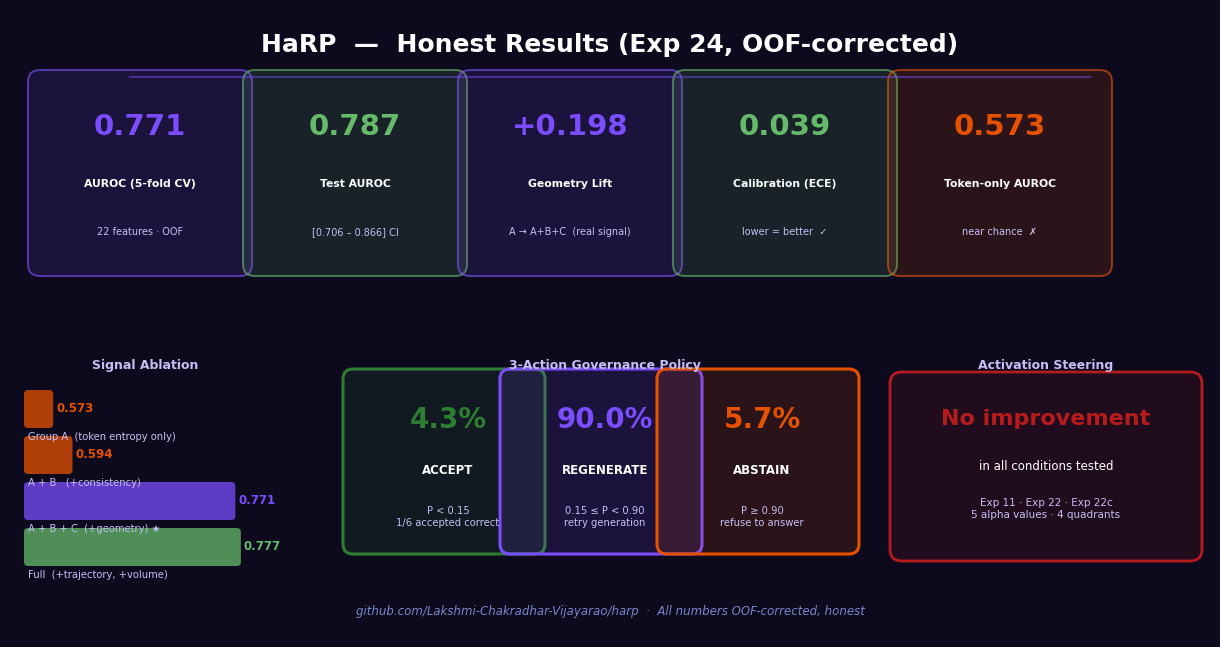 HaRP  —  Honest Results (Exp 24, OOF-corrected)
0.771
AUROC (5-fold CV)
22 features · OOF
0.787
Test AUROC
[0.706 – 0.866] CI
+0.198
Geometry Lift
A → A+B+C  (real signal)
0.039
Calibration (ECE)
lower = better  ✓
0.573
Token-only AUROC
near chance  ✗
Signal Ablation
0.573
Group A  (token entropy only)
0.594
A + B   (+consistency)
0.771
A + B + C  (+geometry) ★
0.777
Full  (+trajectory, +volume)
3-Action Governance Policy
4.3%
ACCEPT
P < 0.15
1/6 accepted correct
90.0%
REGENERATE
0.15 ≤ P < 0.90
retry generation
5.7%
ABSTAIN
P ≥ 0.90
refuse to answer
Activation Steering
No improvement
in all conditions tested
Exp 11 · Exp 22 · Exp 22c
5 alpha values · 4 quadrants
github.com/Lakshmi-Chakradhar-Vijayarao/harp  ·  All numbers OOF-corrected, honest